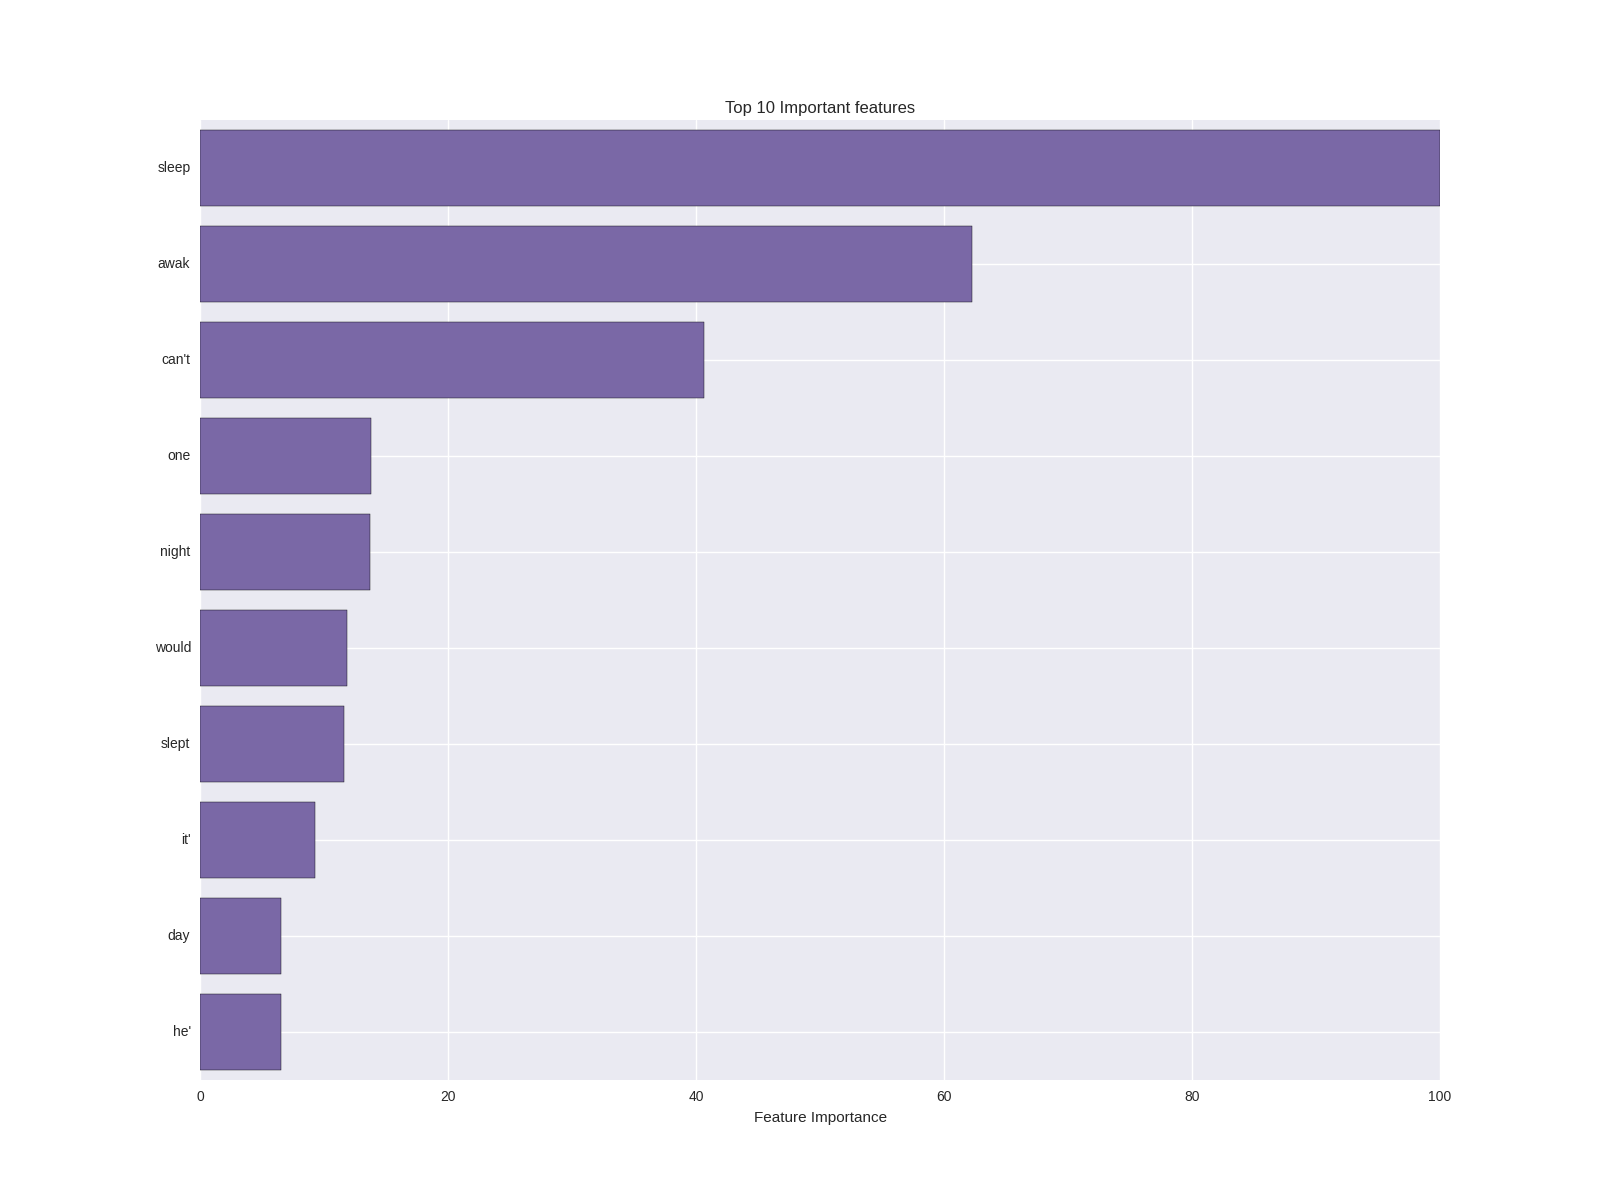 Top 10 Important features
sleep
awak
can't
one
night
would
slept
it'
day
he'
0 20 40 60 80 100
Feature Importance